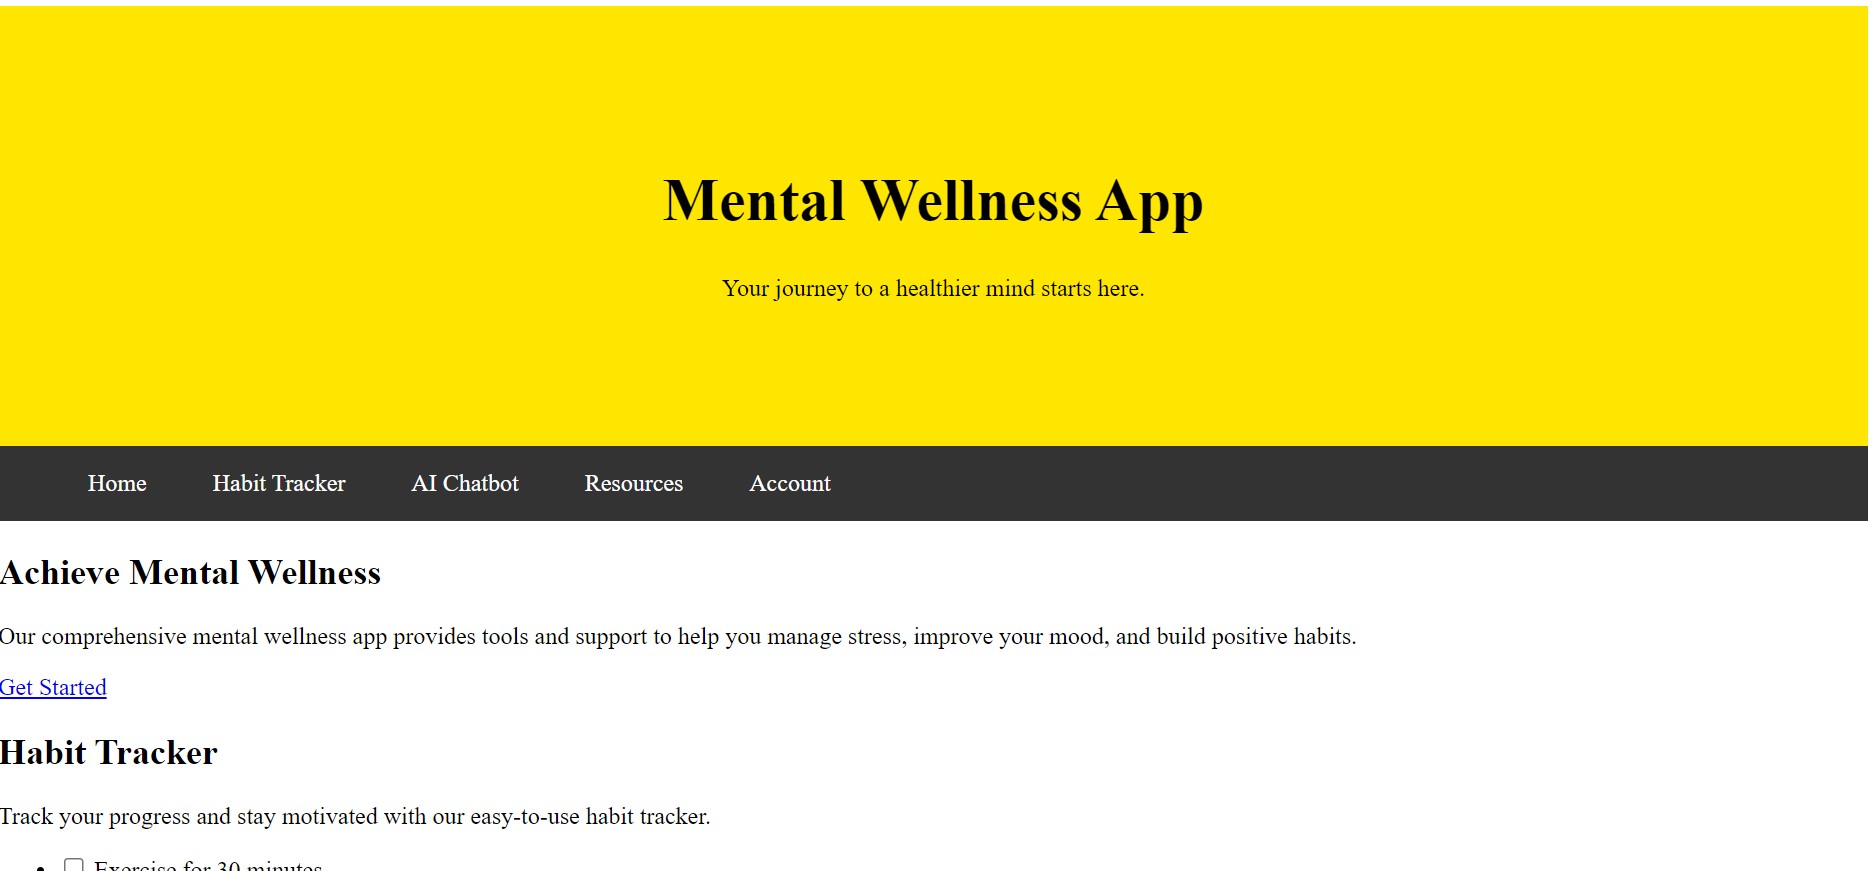 Mental Wellness App
Your journey to a healthier mind starts here.
Home Habit Tracker AI Chatbot Resources Account
Achieve Mental Wellness
Our comprehensive mental wellness app provides tools and support to help you manage stress, improve your mood, and build positive habits.
Get Started
Habit Tracker
Track your progress and stay motivated with our easy-to-use habit tracker.
Exercise for 30 minutes